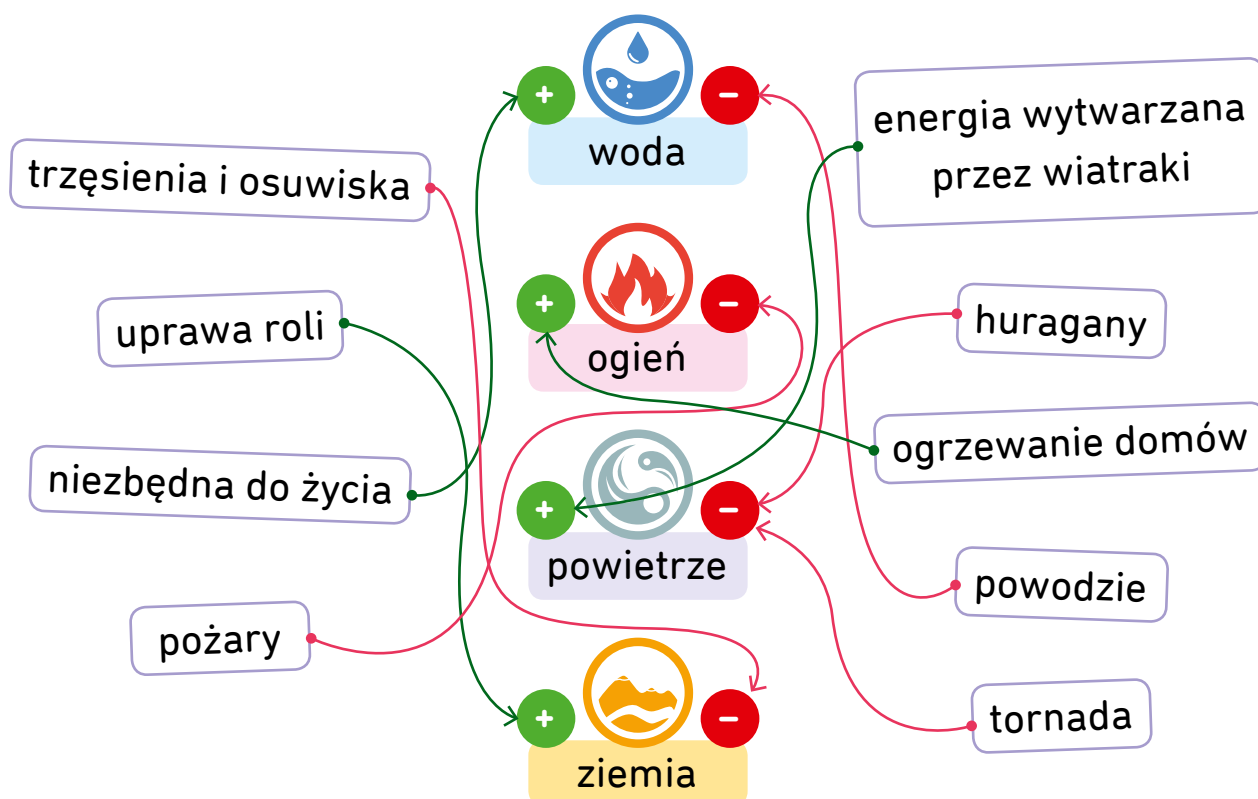 +
−
woda
energia wytwarzana
przez wiatraki
trzęsienia i osuwiska
+
−
ogień
uprawa roli
huragany
ogrzewanie domów
niezbędna do życia
+
−
powietrze
powodzie
pożary
+
−
ziemia
tornada